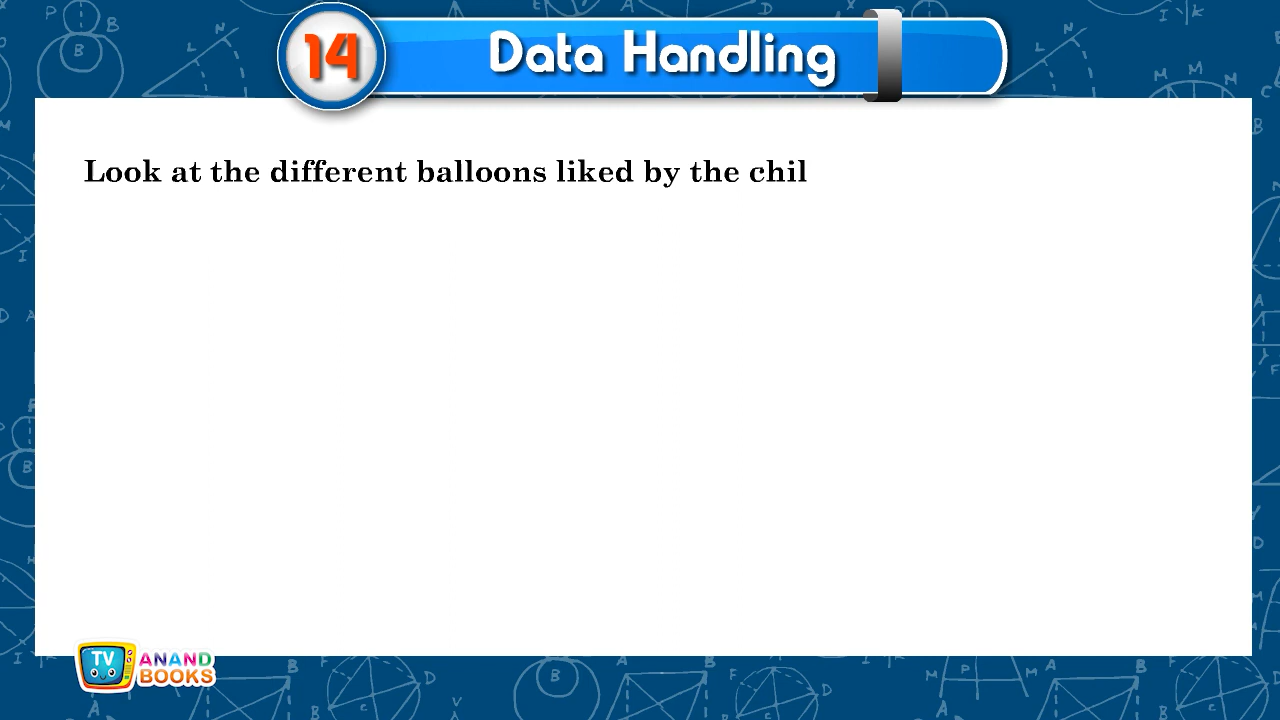 14 Data Handling
Look at the different balloons liked by the chil
TV ANAND
BOOKS